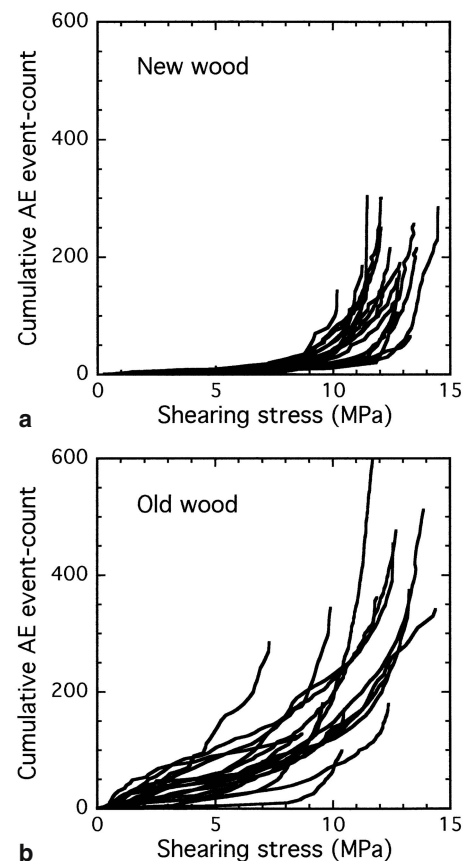 600
New wood
400
Cumulative AE event-count
200
0
0 5 10 15
a Shearing stress (MPa)
600
Old wood
400
Cumulative AE event-count
200
0
0 5 10 15
b Shearing stress (MPa)